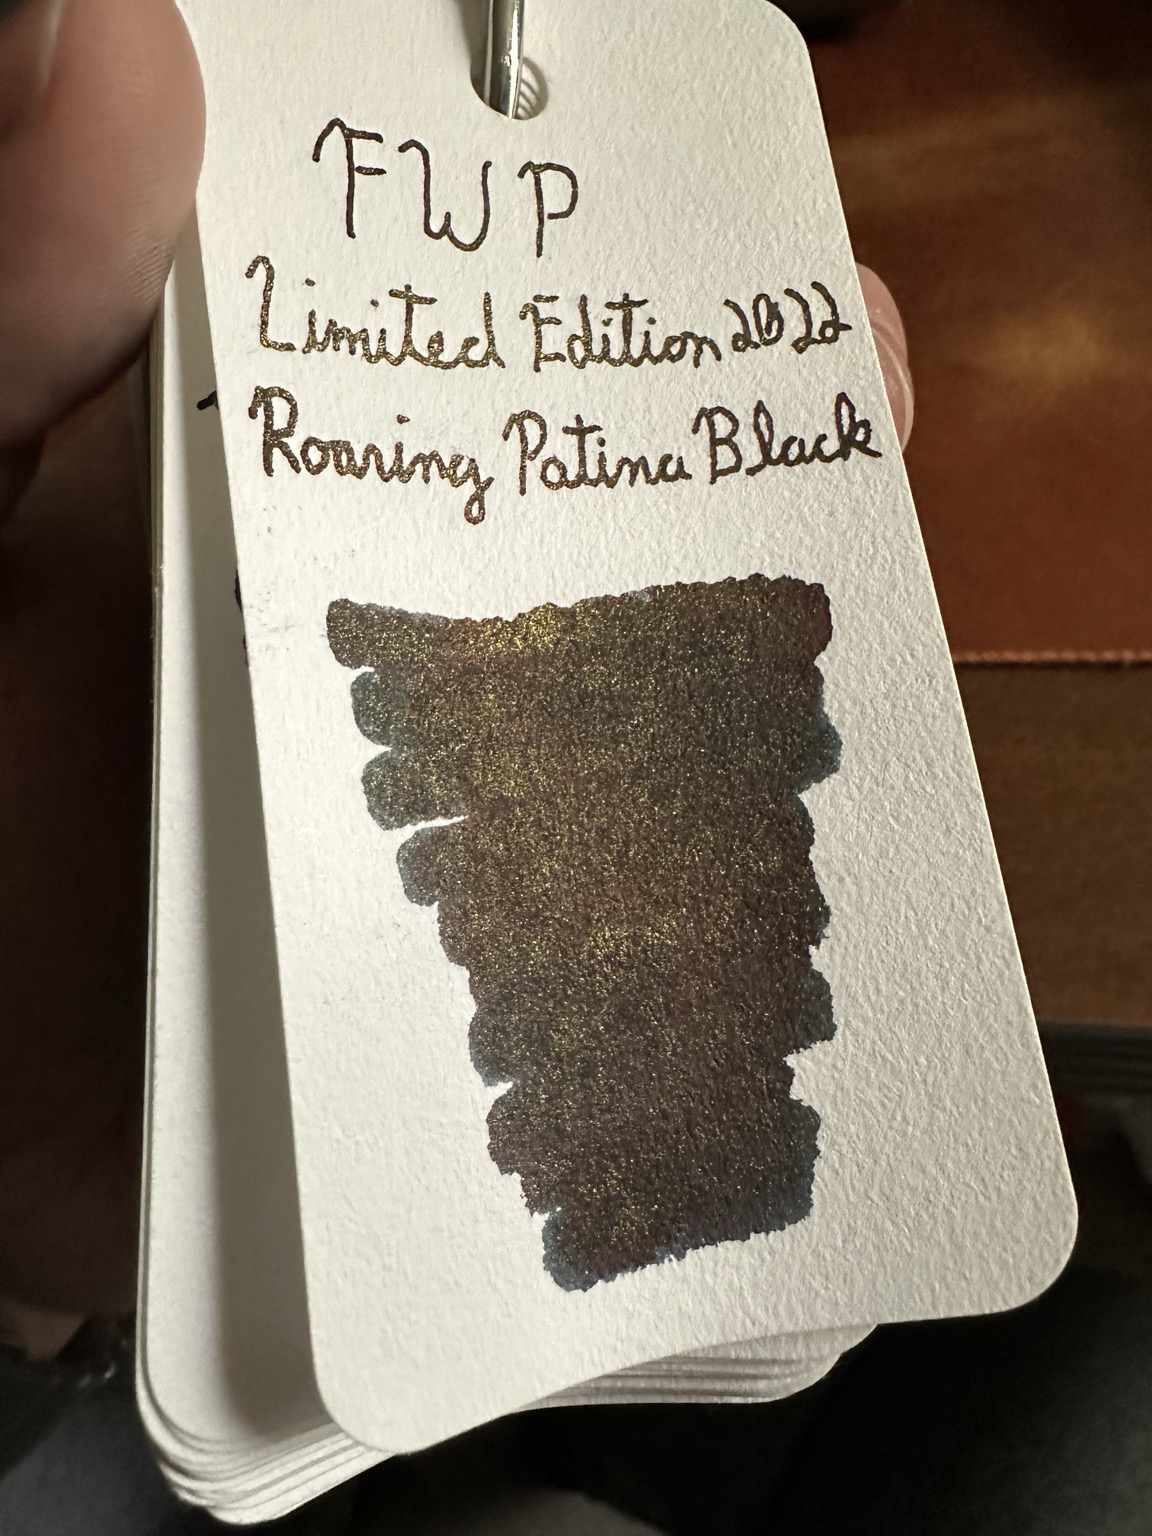 FWP
Limited Edition 2022
Roaring Patina Black